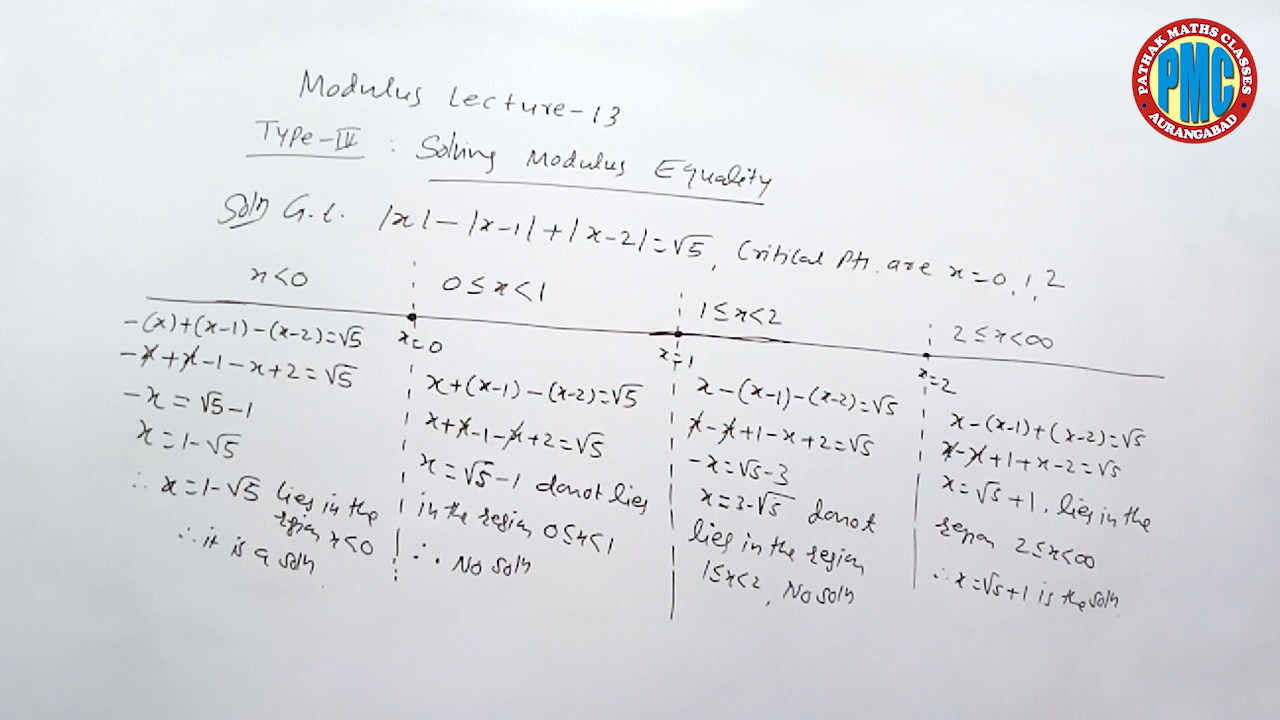 PATHAK MATHS CLASSES
PMC
AURANGABAD
Modulus Lecture-13
Type-IV : Solving Modulus Equality
Soln G.t. |x|-|x-1|+|x-2|=√5, Critical Pts. are x=0,1,2
x<0
0≤x<1
1≤x<2
2≤x<∞
x=0
x=1
x=2
-(x)+(x-1)-(x-2)=√5
-x+x-1-x+2=√5
-x=√5-1
x=1-√5
∴ x=1-√5 lies in the
region x<0
∴ it is a soln
x+(x-1)-(x-2)=√5
x+x-1-x+2=√5
x=√5-1 donot lies
in the region 0≤x<1
∴ No soln
x-(x-1)-(x-2)=√5
x-x+1-x+2=√5
-x=√5-3
x=3-√5 donot
lies in the region
1≤x<2, No soln
x-(x-1)+(x-2)=√5
x-x+1+x-2=√5
x=√5+1. lies in the
region 2≤x<∞
∴ x=√5+1 is the soln